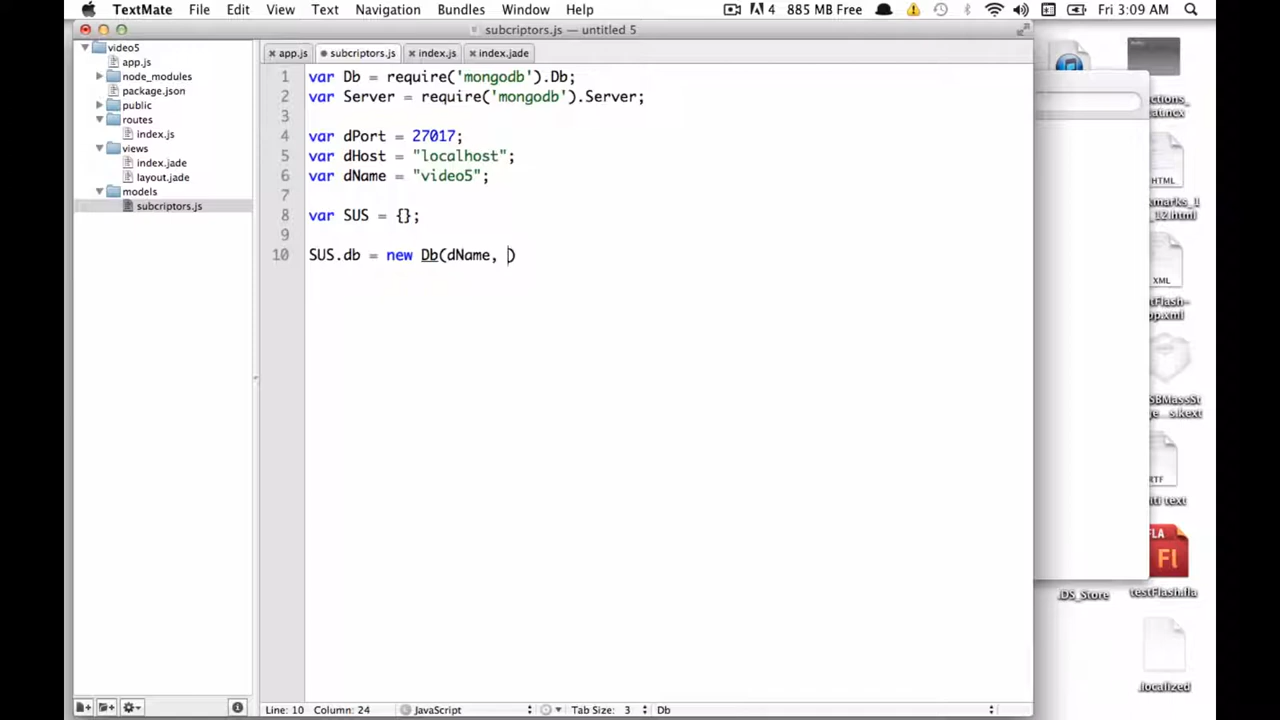 TextMate File Edit View Text Navigation Bundles Window Help 4 885 MB Free Fri 3:09 AM
subcriptors.js — untitled 5
video5
app.js
node_modules
package.json
public
routes
index.js
views
index.jade
layout.jade
models
subcriptors.js
app.js subcriptors.js index.js index.jade
1 var Db = require('mongodb').Db;
2 var Server = require('mongodb').Server;
3
4 var dPort = 27017;
5 var dHost = "localhost";
6 var dName = "video5";
7
8 var SUS = {};
9
10 SUS.db = new Db(dName, )
Line: 10 Column: 24 JavaScript Tab Size: 3 Db
HTML
XML
RTF
FLA
Fl
.DS_Store
testFlash.fla
.localized